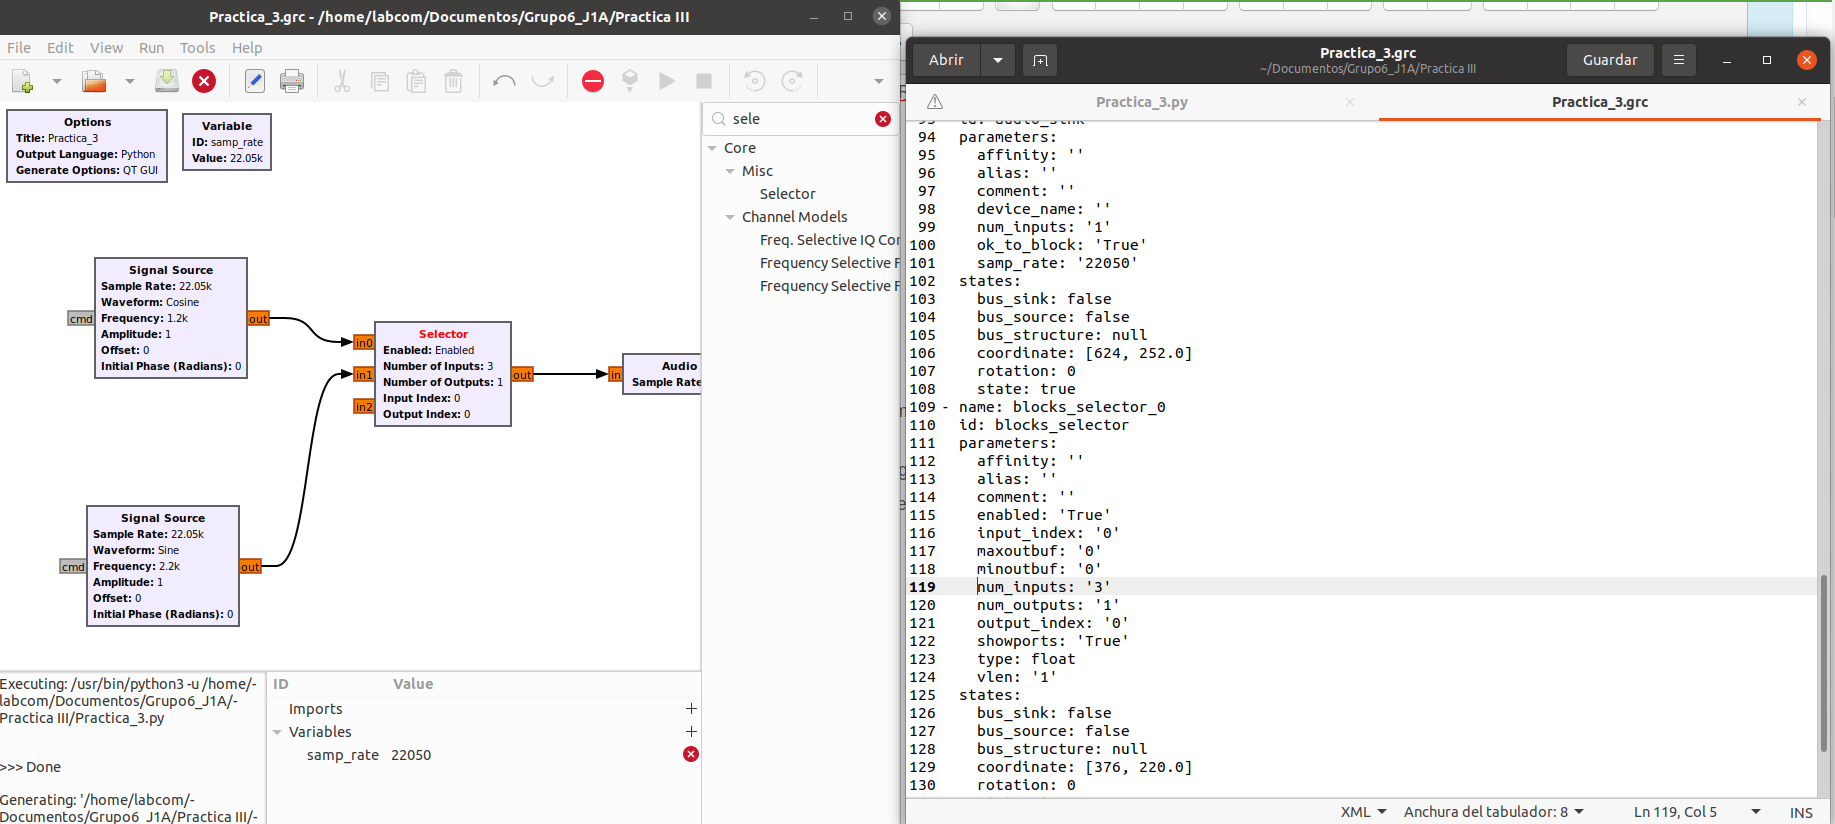 Practica_3.grc - /home/labcom/Documentos/Grupo6_J1A/Practica III
File Edit View Run Tools Help
Options
Title: Practica_3
Output Language: Python
Generate Options: QT GUI
Variable
ID: samp_rate
Value: 22.05k
Signal Source
Sample Rate: 22.05k
Waveform: Cosine
Frequency: 1.2k
Amplitude: 1
Offset: 0
Initial Phase (Radians): 0
cmd
out
in0
in1
in2
Selector
Enabled: Enabled
Number of Inputs: 3
Number of Outputs: 1
Input Index: 0
Output Index: 0
out
in
Audio
Sample Rate
Signal Source
Sample Rate: 22.05k
Waveform: Sine
Frequency: 2.2k
Amplitude: 1
Offset: 0
Initial Phase (Radians): 0
cmd
out
sele
Core
Misc
Selector
Channel Models
Freq. Selective IQ Cor
Frequency Selective F
Frequency Selective F
Executing: /usr/bin/python3 -u /home/-
labcom/Documentos/Grupo6_J1A/-
Practica III/Practica_3.py
>>> Done
Generating: '/home/labcom/-
Documentos/Grupo6_J1A/Practica III/-
ID Value
Imports
Variables
samp_rate 22050
Abrir
Practica_3.grc
~/Documentos/Grupo6_J1A/Practica III
Guardar
Practica_3.py
Practica_3.grc
93 id: audio_sink
94 parameters:
95 affinity: ''
96 alias: ''
97 comment: ''
98 device_name: ''
99 num_inputs: '1'
100 ok_to_block: 'True'
101 samp_rate: '22050'
102 states:
103 bus_sink: false
104 bus_source: false
105 bus_structure: null
106 coordinate: [624, 252.0]
107 rotation: 0
108 state: true
109 - name: blocks_selector_0
110 id: blocks_selector
111 parameters:
112 affinity: ''
113 alias: ''
114 comment: ''
115 enabled: 'True'
116 input_index: '0'
117 maxoutbuf: '0'
118 minoutbuf: '0'
119 num_inputs: '3'
120 num_outputs: '1'
121 output_index: '0'
122 showports: 'True'
123 type: float
124 vlen: '1'
125 states:
126 bus_sink: false
127 bus_source: false
128 bus_structure: null
129 coordinate: [376, 220.0]
130 rotation: 0
XML Anchura del tabulador: 8 Ln 119, Col 5 INS